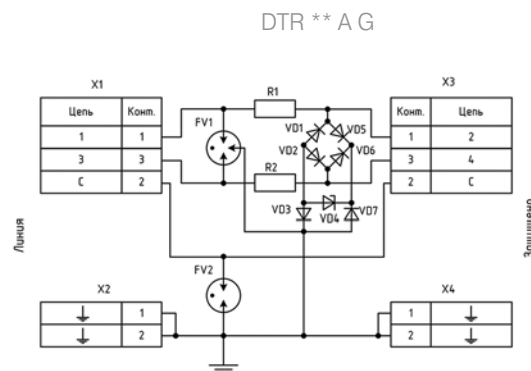 DTR ** A G
X1
Цепь Конт.
1 1
3 3
С 2
X3
Конт. Цепь
1 2
3 4
2 С
R1
FV1
VD1 VD5
VD2 VD6
R2
VD3 VD4 VD7
Линия
Защищено
FV2
X2
1
2
X4
1
2